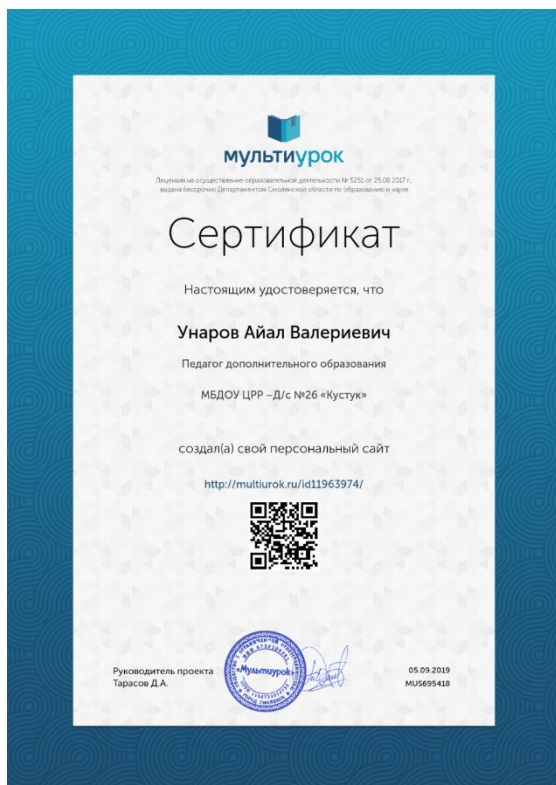 мультиурок
Лицензия на осуществление образовательной деятельности № 5251 от 25.08.2017 г.,
выдана бессрочно Департаментом Смоленской области по образованию и науке
Сертификат
Настоящим удостоверяется, что
Унаров Айал Валериевич
Педагог дополнительного образования
МБДОУ ЦРР –Д/с №26 «Кустук»
создал(а) свой персональный сайт
http://multiurok.ru/id11963974/
Руководитель проекта
Тарасов Д.А.
«Мультиурок»
05.09.2019
MUS695418